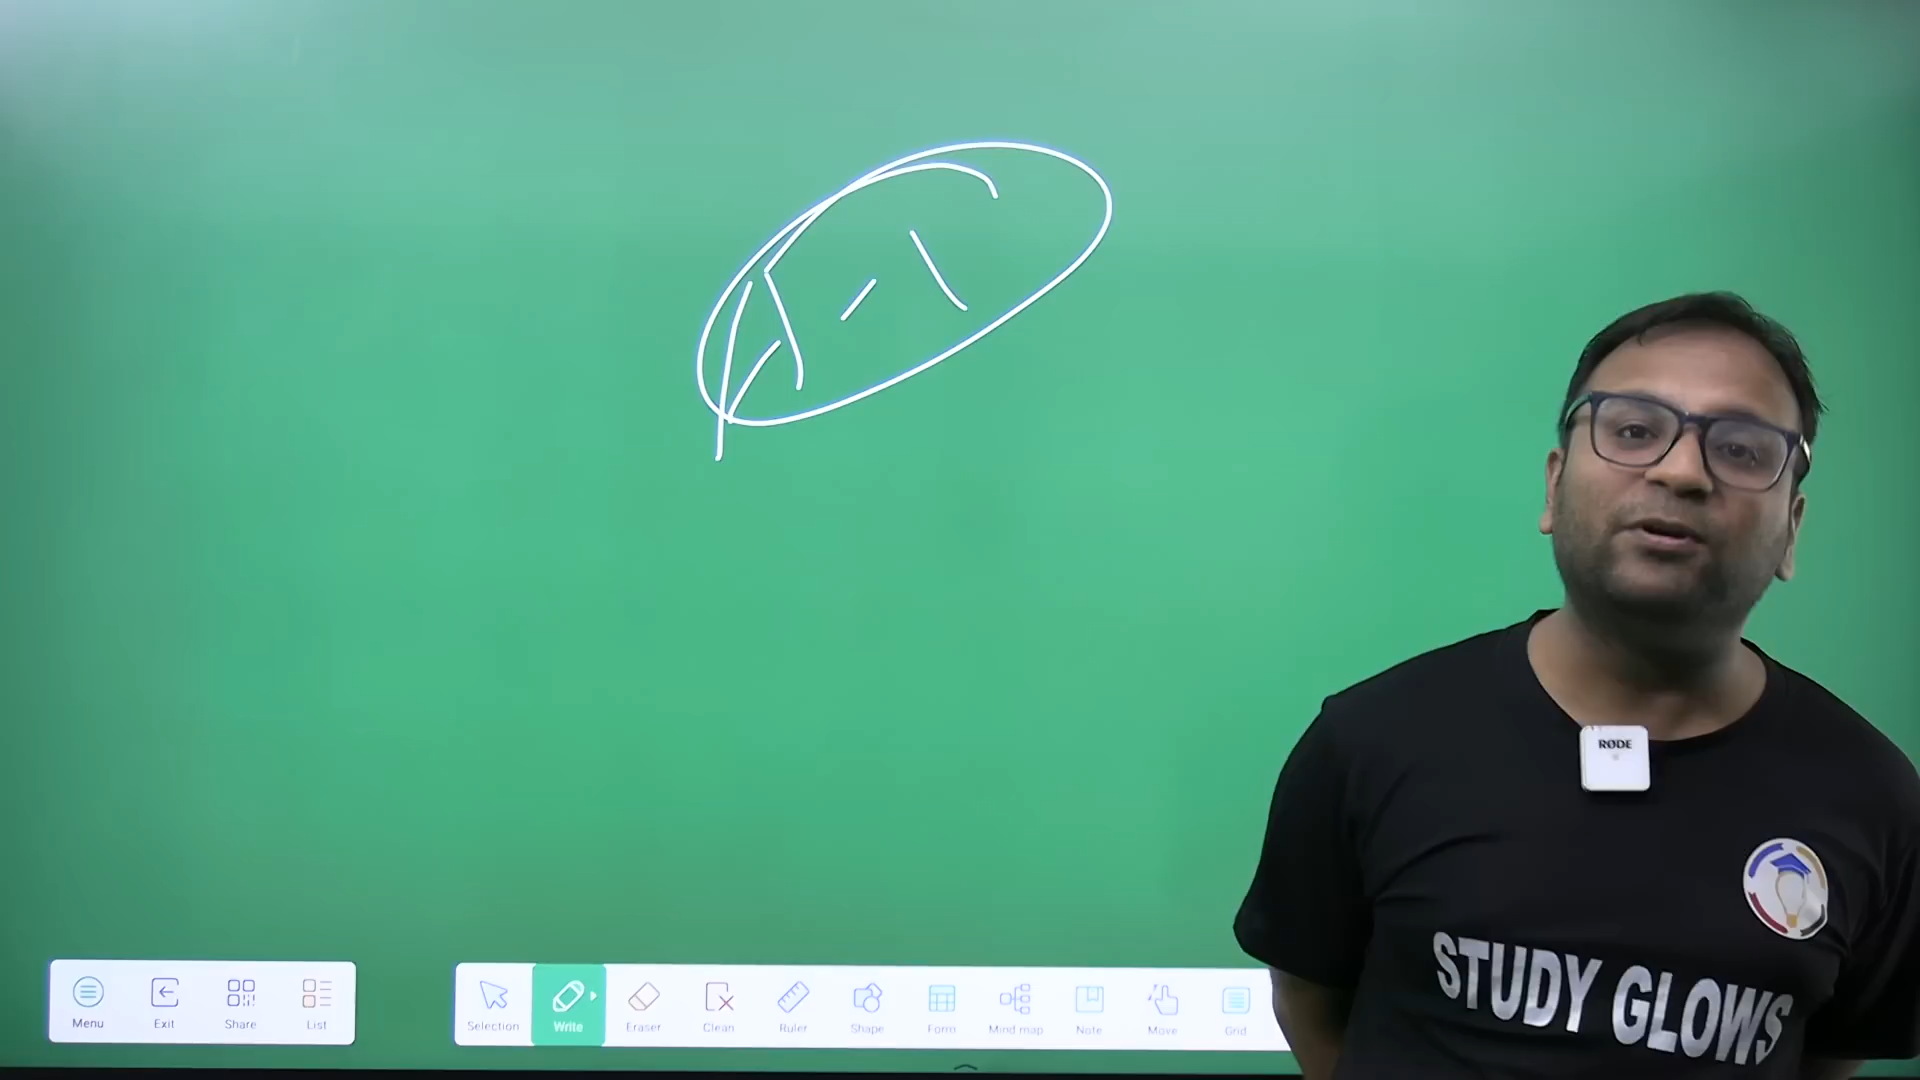 RØDE
STUDY GLOWS
Menu
Exit
Share
List
Selection
Write
Eraser
Clean
Ruler
Shape
Form
Mind map
Note
Move
Grid